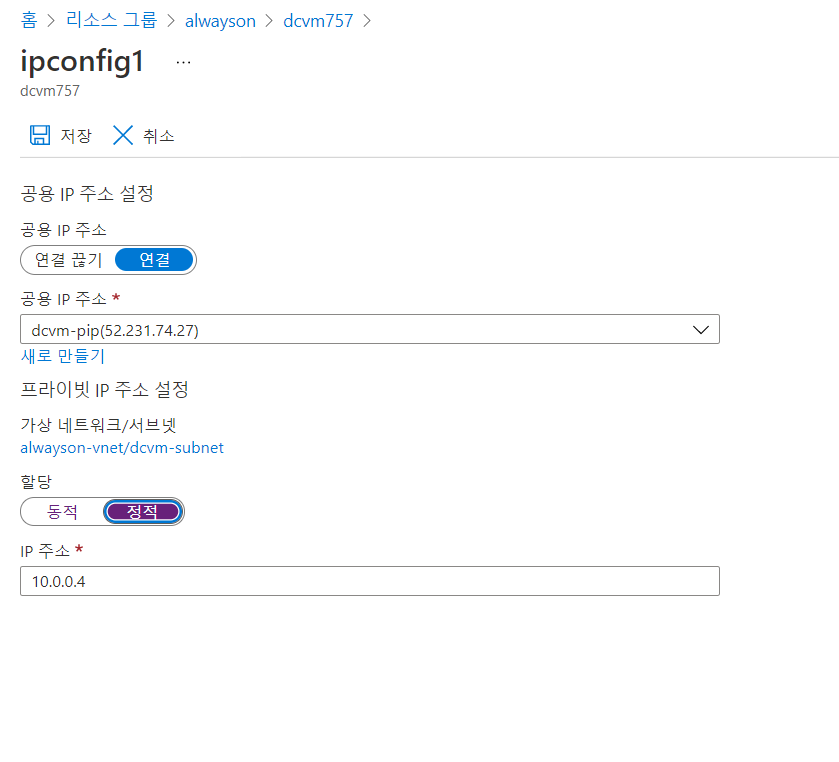 홈 > 리소스 그룹 > alwayson > dcvm757 >
ipconfig1 ...
dcvm757
저장 취소
공용 IP 주소 설정
공용 IP 주소
연결 끊기 연결
공용 IP 주소 *
dcvm-pip(52.231.74.27)
새로 만들기
프라이빗 IP 주소 설정
가상 네트워크/서브넷
alwayson-vnet/dcvm-subnet
할당
동적 정적
IP 주소 *
10.0.0.4